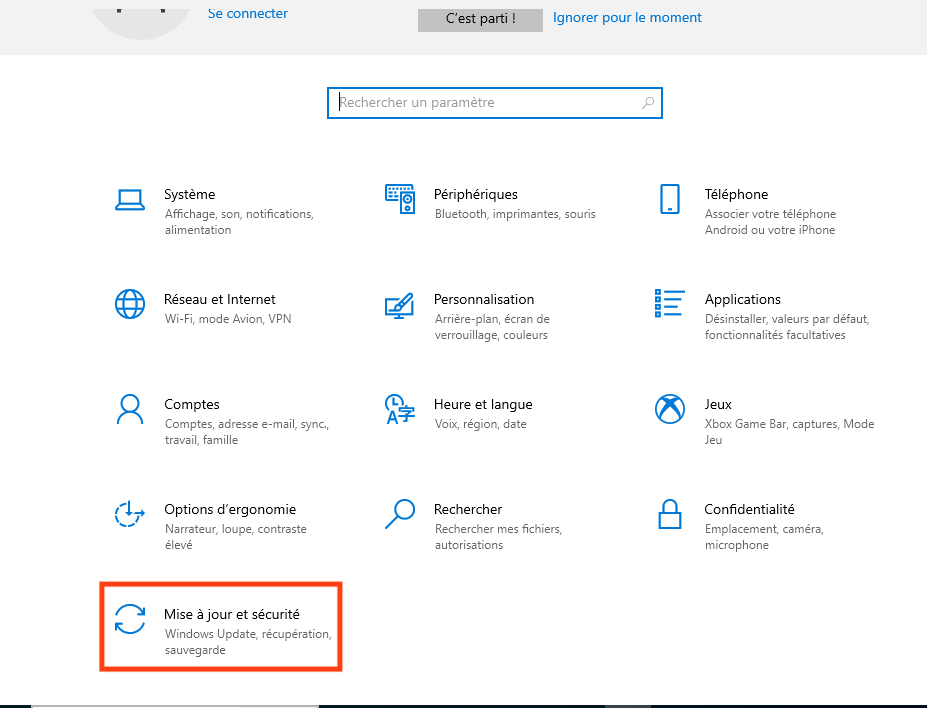 Se connecter
C'est parti !
Ignorer pour le moment
Rechercher un paramètre
Système
Affichage, son, notifications,
alimentation
Périphériques
Bluetooth, imprimantes, souris
Téléphone
Associer votre téléphone
Android ou votre iPhone
Réseau et Internet
Wi-Fi, mode Avion, VPN
Personnalisation
Arrière-plan, écran de
verrouillage, couleurs
Applications
Désinstaller, valeurs par défaut,
fonctionnalités facultatives
Comptes
Comptes, adresse e-mail, sync.,
travail, famille
Heure et langue
Voix, région, date
Jeux
Xbox Game Bar, captures, Mode
Jeu
Options d'ergonomie
Narrateur, loupe, contraste
élevé
Rechercher
Rechercher mes fichiers,
autorisations
Confidentialité
Emplacement, caméra,
microphone
Mise à jour et sécurité
Windows Update, récupération,
sauvegarde